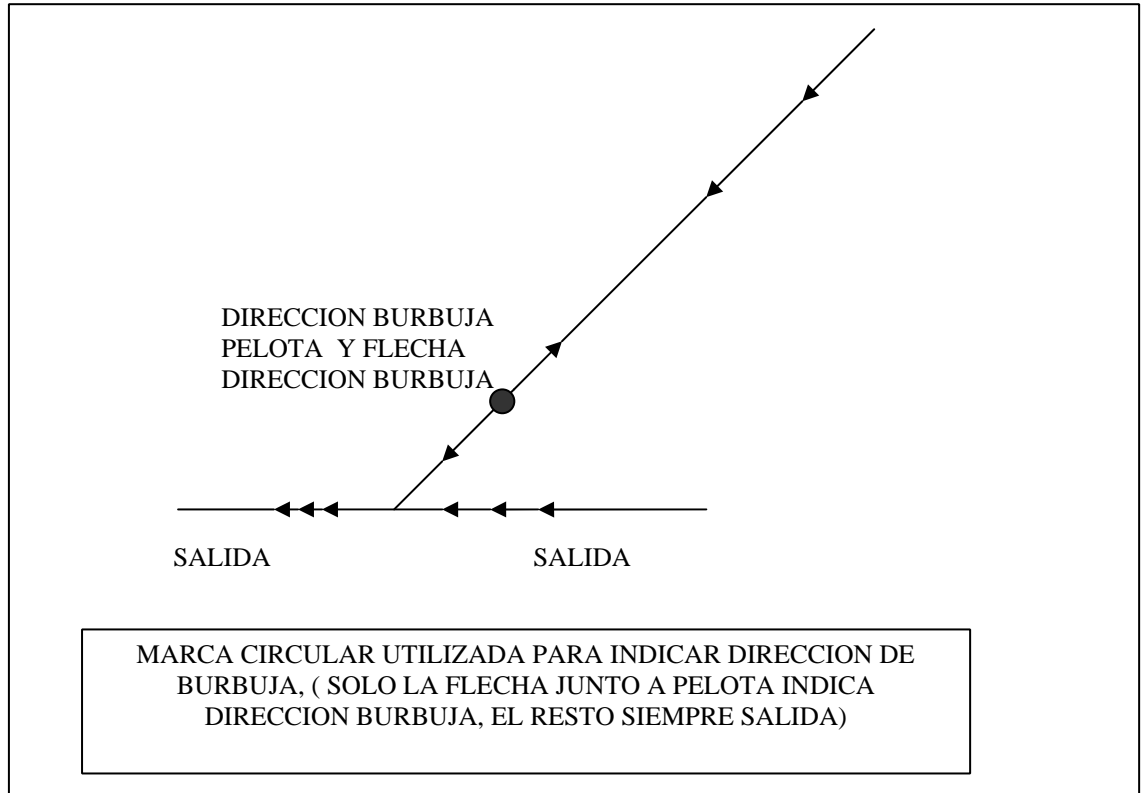 DIRECCION BURBUJA
PELOTA Y FLECHA
DIRECCION BURBUJA
SALIDA
SALIDA
MARCA CIRCULAR UTILIZADA PARA INDICAR DIRECCION DE
BURBUJA, ( SOLO LA FLECHA JUNTO A PELOTA INDICA
DIRECCION BURBUJA, EL RESTO SIEMPRE SALIDA)